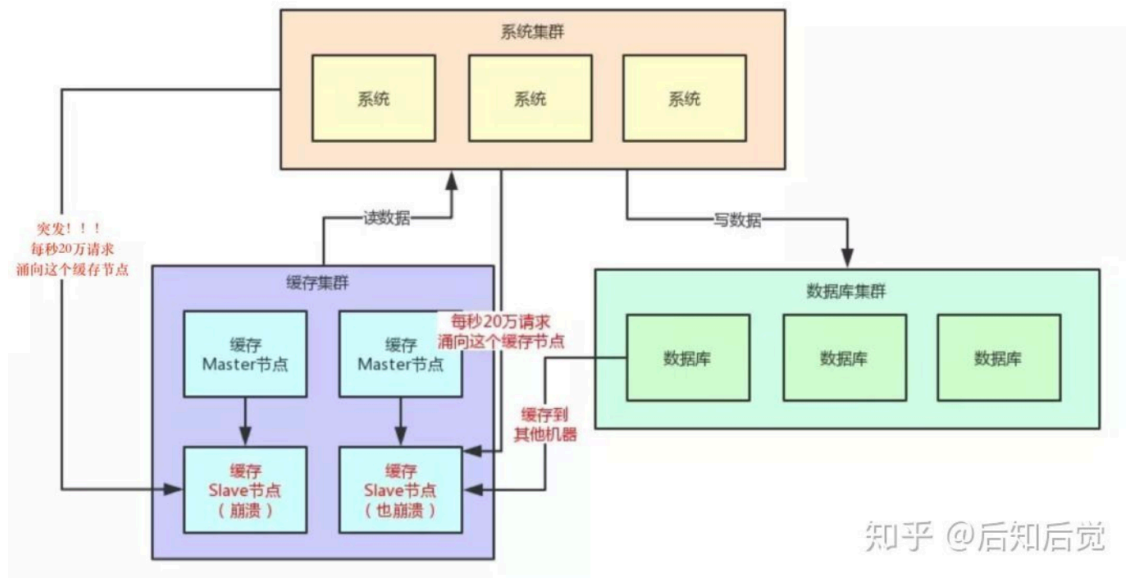 系统集群
系统
系统
系统
读数据
写数据
突发！！！
每秒20万请求
涌向这个缓存节点
缓存集群
缓存
Master节点
缓存
Master节点
每秒20万请求
涌向这个缓存节点
缓存
Slave节点
（崩溃）
缓存
Slave节点
（也崩溃）
缓存到
其他机器
数据库集群
数据库
数据库
数据库
知乎 @后知后觉